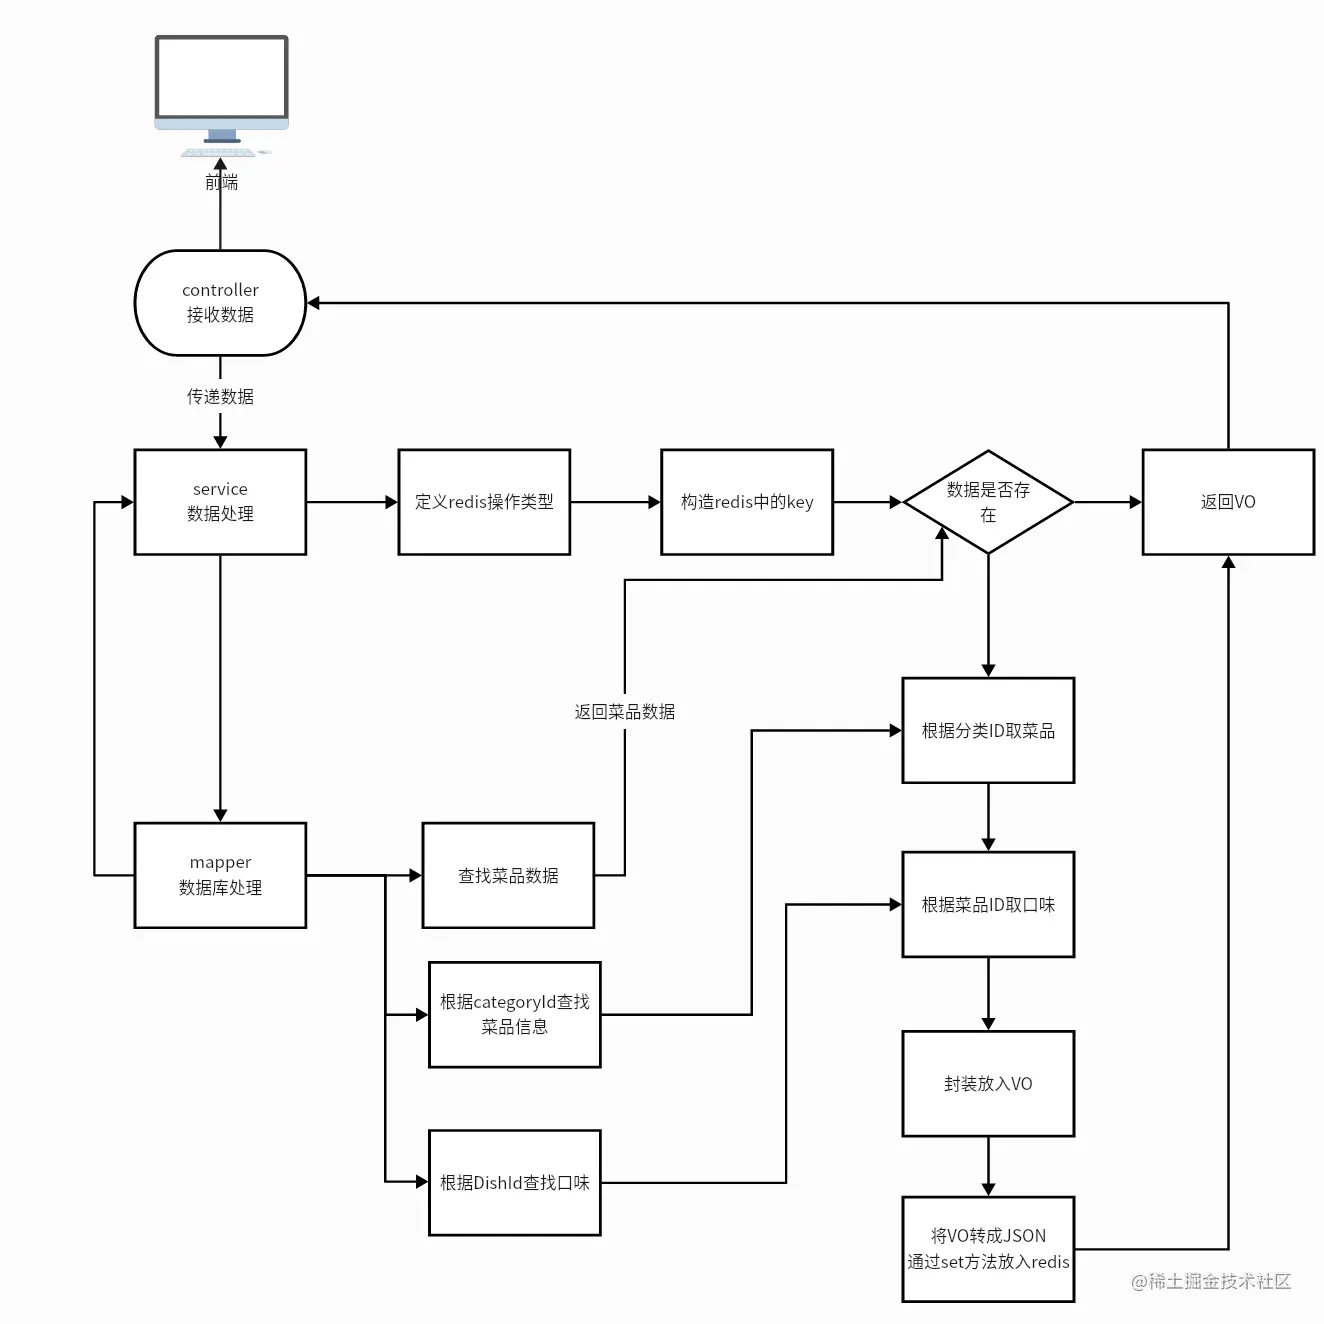 前端
controller
接收数据
传递数据
service
数据处理
定义redis操作类型
构造redis中的key
数据是否存
在
返回VO
返回菜品数据
根据分类ID取菜品
mapper
数据库处理
查找菜品数据
根据菜品ID取口味
根据categoryId查找
菜品信息
封装放入VO
根据DishId查找口味
将VO转成JSON
通过set方法放入redis
@稀土掘金技术社区